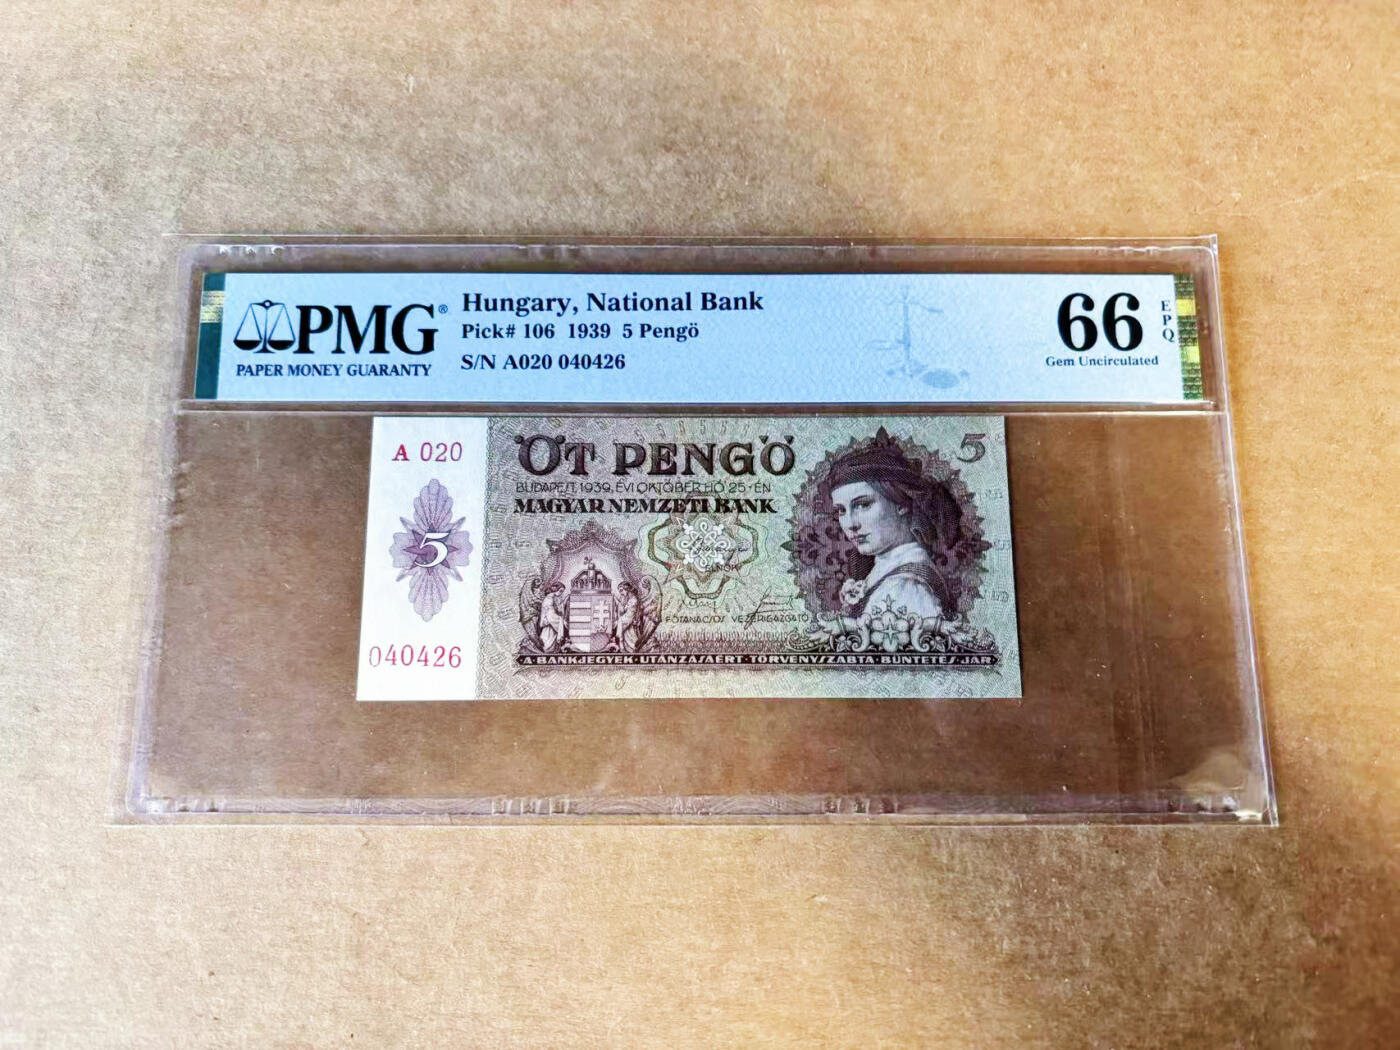 PMG®
PAPER MONEY GUARANTY
Hungary, National Bank
Pick# 106 1939 5 Pengö
S/N A020 040426
66
EPQ
Gem Uncirculated
A 020
5
040426
ÖT PENGŐ
5
BUDAPEST, 1939. ÉVI OKTÓBER HÓ 25-ÉN
MAGYAR NEMZETI BANK
FŐTANÁCSOS VEZÉRIGAZGATÓ
·A·BANKJEGYEK·UTÁNZÁSÁÉRT·TÖRVÉNYSZABTA·BÜNTETÉS·JÁR·